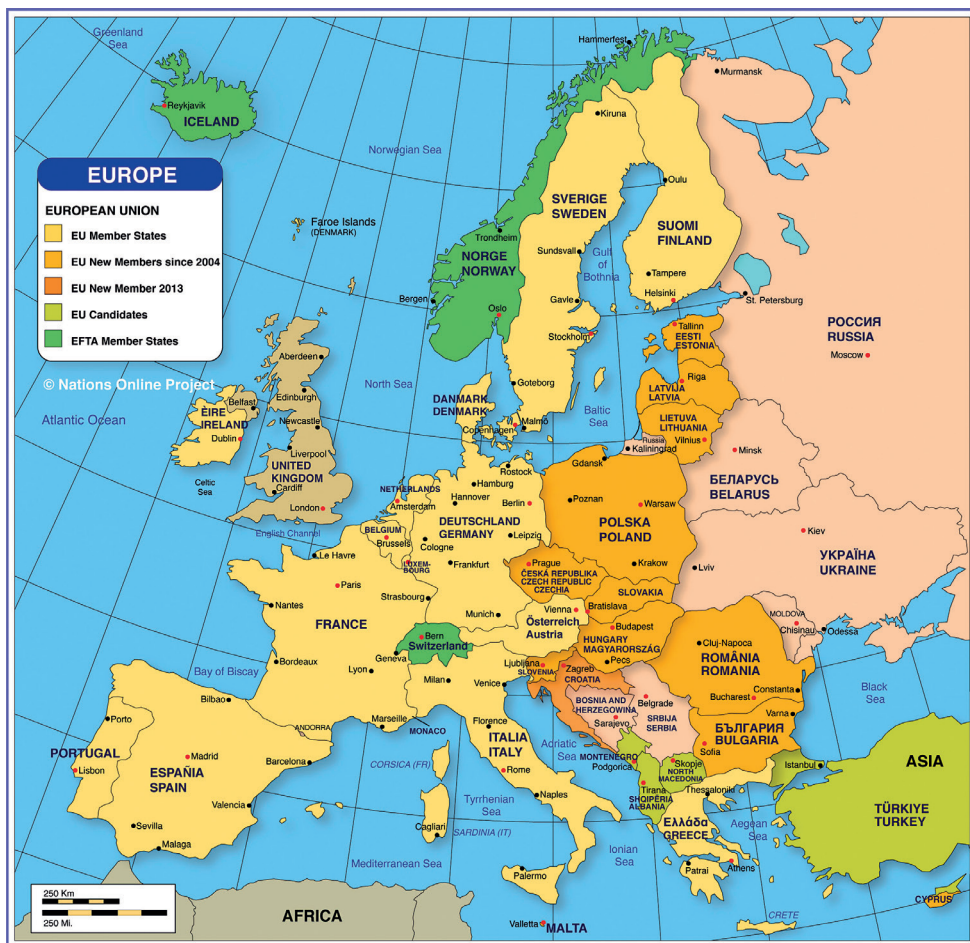 Greenland
Sea
Hammerfest
Murmansk
Reykjavik
ICELAND
Kiruna
Norwegian Sea
EUROPE
EUROPEAN UNION
EU Member States
EU New Members since 2004
EU New Member 2013
EU Candidates
EFTA Member States
Oulu
SVERIGE
SWEDEN
SUOMI
FINLAND
Faroe Islands
(DENMARK)
Trondheim
NORGE
NORWAY
Sundsvall
Gulf
of
Bothnia
Tampere
Helsinki
St. Petersburg
Bergen
Oslo
Gavle
Stockholm
Tallinn
EESTI
ESTONIA
РОССИЯ
RUSSIA
Moscow
© Nations Online Project
Aberdeen
North Sea
Goteborg
Riga
LATVIJA
LATVIA
Atlantic Ocean
Edinburgh
Belfast
ÈIRE
IRELAND
Dublin
Newcastle
DANMARK
DENMARK
Copenhagen
Malmö
Baltic
Sea
LIETUVA
LITHUANIA
Vilnius
Russia
Kaliningrad
Minsk
Liverpool
UNITED
KINGDOM
Celtic
Sea
Cardiff
London
Rostock
Hamburg
Gdansk
БЕЛАРУСЬ
BELARUS
NETHERLANDS
Amsterdam
Hannover
Berlin
Poznan
Warsaw
English Channel
BELGIUM
Brussels
DEUTSCHLAND
GERMANY
Leipzig
Cologne
POLSKA
POLAND
Kiev
Le Havre
LUXEM-
BOURG
Frankfurt
Prague
ČESKÁ REPUBLIKA
CZECH REPUBLIC
CZECHIA
Krakow
Lviv
УКРАЇНА
UKRAINE
Paris
Strasbourg
SLOVAKIA
Nantes
FRANCE
Munich
Vienna
Österreich
Austria
Bratislava
Budapest
HUNGARY
MAGYARORSZÁG
MOLDOVA
Chisinau
Odessa
Bern
Switzerland
Geneva
Cluj-Napoca
ROMÂNIA
ROMANIA
Bay of Biscay
Bordeaux
Lyon
Milan
Venice
Ljubljana
SLOVENIA
Zagreb
CROATIA
Pecs
Bilbao
BOSNIA AND
HERZEGOWINA
Sarajevo
Belgrade
SRBIJA
SERBIA
Bucharest
Constanta
Black
Sea
Porto
ANDORRA
Marseille
MONACO
Florence
ITALIA
ITALY
Adriatic
Sea
Varna
БЪЛГАРИЯ
BULGARIA
Sofia
PORTUGAL
Lisbon
Madrid
ESPAÑIA
SPAIN
Barcelona
CORSICA (FR)
Rome
MONTENEGRO
Podgorica
Skopje
NORTH
MACEDONIA
Istanbul
ASIA
Tirana
SHQIPËRIA
ALBANIA
Thessaloniki
Valencia
Naples
Tyrrhenian
Sea
Ελλάδα
GREECE
Aegean
Sea
TÜRKIYE
TURKEY
Sevilla
Malaga
Cagliari
SARDINIA (IT)
Mediterranean Sea
Palermo
Ionian
Sea
Patrai
Athens
250 Km
250 Mi.
AFRICA
Valletta
MALTA
CRETE
CYPRUS